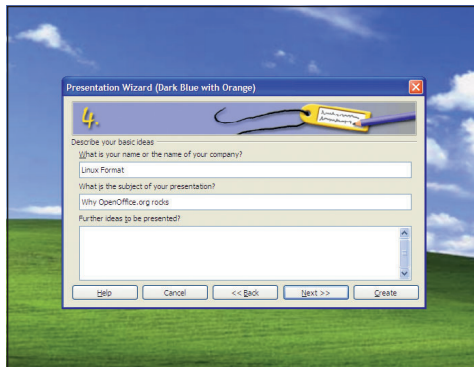 Presentation Wizard (Dark Blue with Orange)
4.
Describe your basic ideas
What is your name or the name of your company?
Linux Format
What is the subject of your presentation?
Why OpenOffice.org rocks
Further ideas to be presented?
Help Cancel << Back Next >> Create